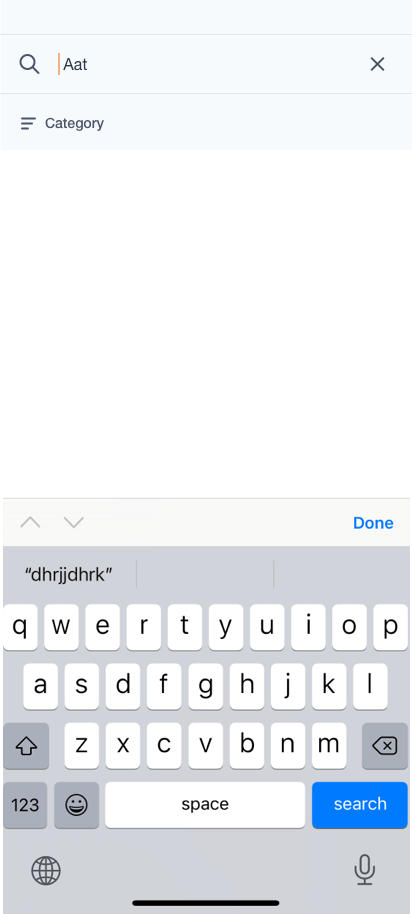 Aat
Category
Done
“dhrjjdhrk”
q w e r t y u i o p
a s d f g h j k l
z x c v b n m
123 space search